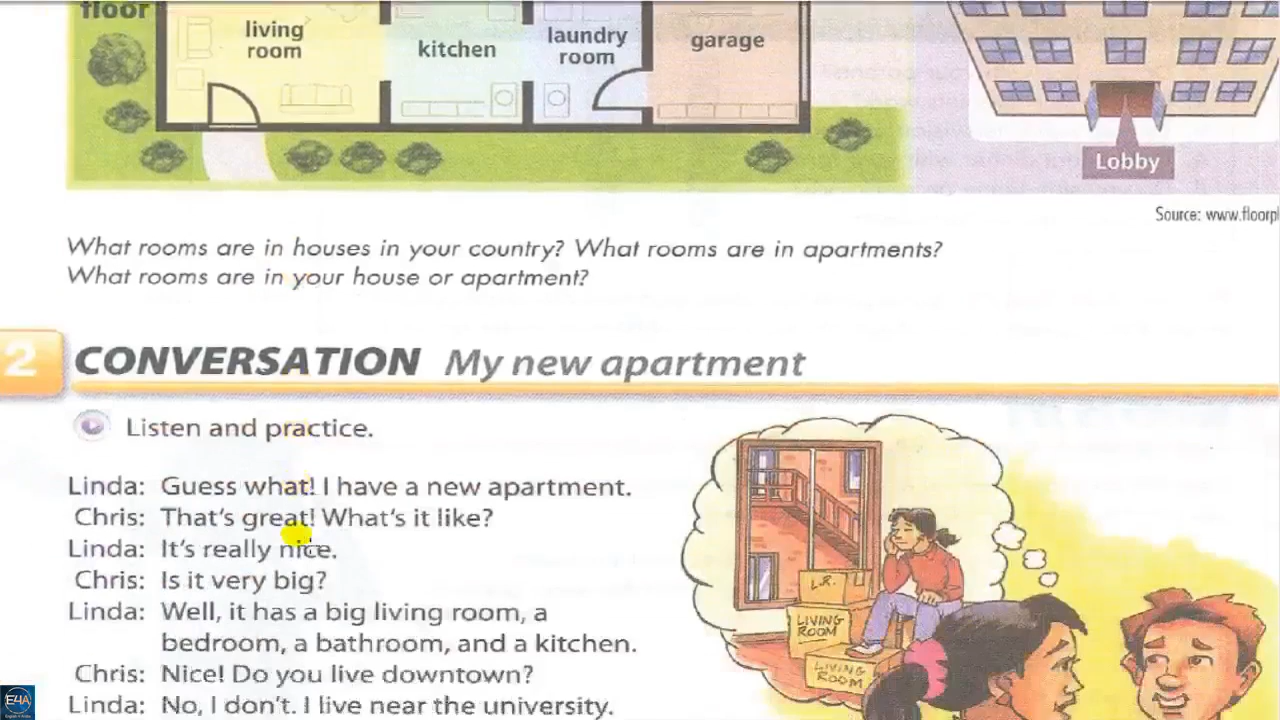 floor
living
room
kitchen
laundry
room
garage
Lobby
Source: www.floorpl
What rooms are in houses in your country? What rooms are in apartments?
What rooms are in your house or apartment?
2 CONVERSATION My new apartment
Listen and practice.
Linda: Guess what! I have a new apartment.
Chris: That's great! What's it like?
Linda: It's really nice.
Chris: Is it very big?
Linda: Well, it has a big living room, a
bedroom, a bathroom, and a kitchen.
Chris: Nice! Do you live downtown?
Linda: No, I don't. I live near the university.
L.R.
LIVING
ROOM
LIVING
ROOM
E4A